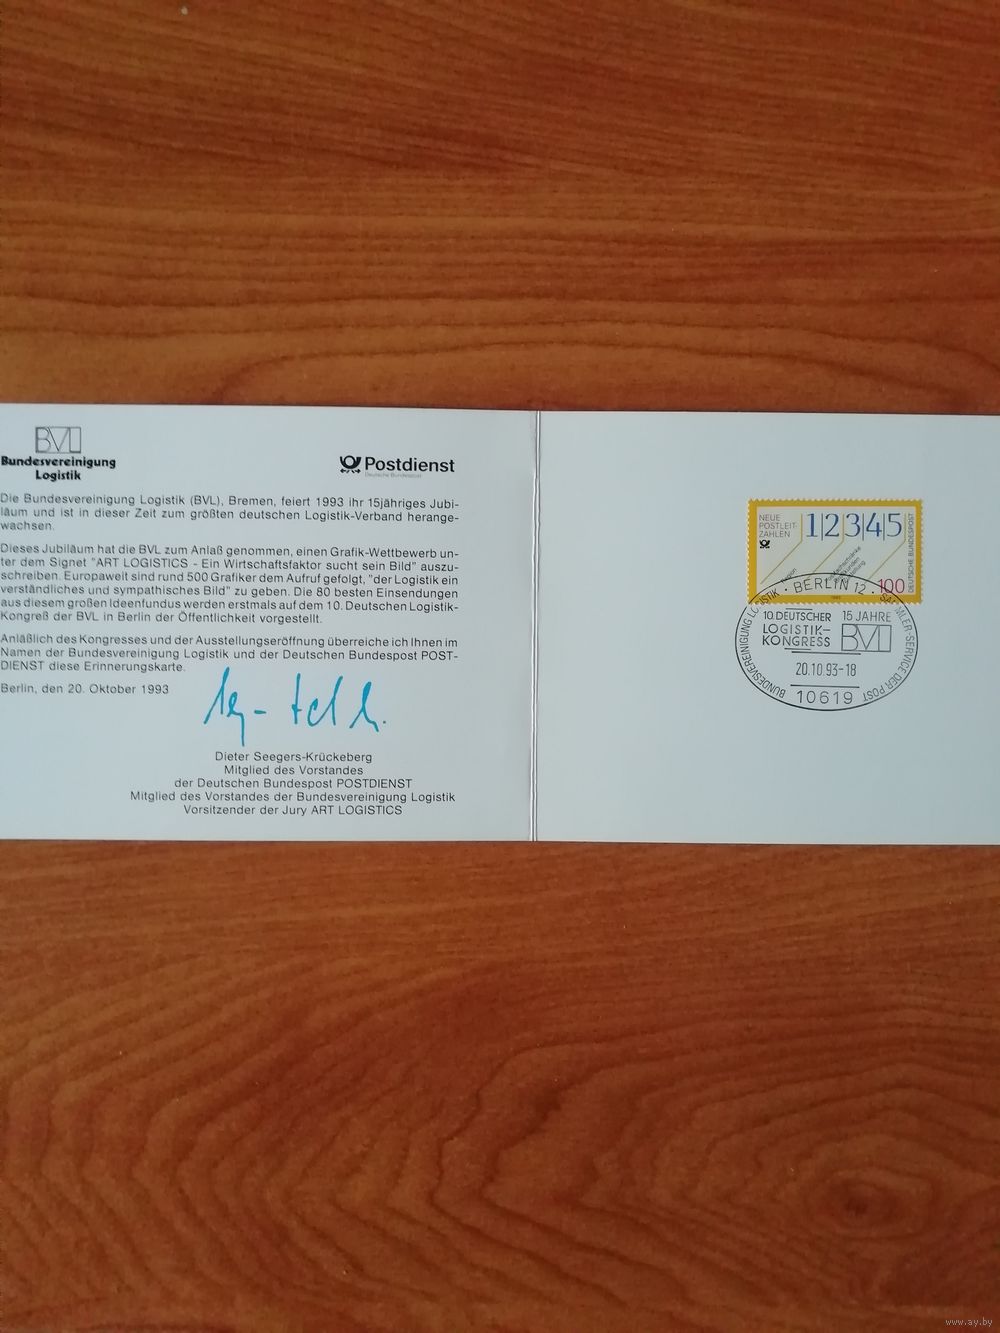 BVL
Bundesvereinigung
Logistik
Postdienst
Deutsche Bundespost
Die Bundesvereinigung Logistik (BVL), Bremen, feiert 1993 ihr 15jähriges Jubi-
läum und ist in dieser Zeit zum größten deutschen Logistik-Verband herange-
wachsen.
Dieses Jubiläum hat die BVL zum Anlaß genommen, einen Grafik-Wettbewerb un-
ter dem Signet "ART LOGISTICS - Ein Wirtschaftsfaktor sucht sein Bild" auszu-
schreiben. Europaweit sind rund 500 Grafiker dem Aufruf gefolgt, "der Logistik ein
verständliches und sympathisches Bild" zu geben. Die 80 besten Einsendungen
aus diesem großen Ideenfundus werden erstmals auf dem 10. Deutschen Logistik-
Kongreß der BVL in Berlin der Öffentlichkeit vorgestellt.
Anläßlich des Kongresses und der Ausstellungseröffnung überreiche ich Ihnen im
Namen der Bundesvereinigung Logistik und der Deutschen Bundespost POST-
DIENST diese Erinnerungskarte.
Berlin, den 20. Oktober 1993
Dieter Seegers-Krückeberg
Mitglied des Vorstandes
der Deutschen Bundespost POSTDIENST
Mitglied des Vorstandes der Bundesvereinigung Logistik
Vorsitzender der Jury ART LOGISTICS
NEUE
POSTLEIT-
ZAHLEN
1|2|3|4|5
DEUTSCHE BUNDESPOST
Region
100
1993
BERLIN 12
BUNDESVEREINIGUNG LOGISTIK
SAMMLER-SERVICE DER POST
10. DEUTSCHER
LOGISTIK-
KONGRESS
15 JAHRE
BVL
20.10.93-18
10619
www.ay.by